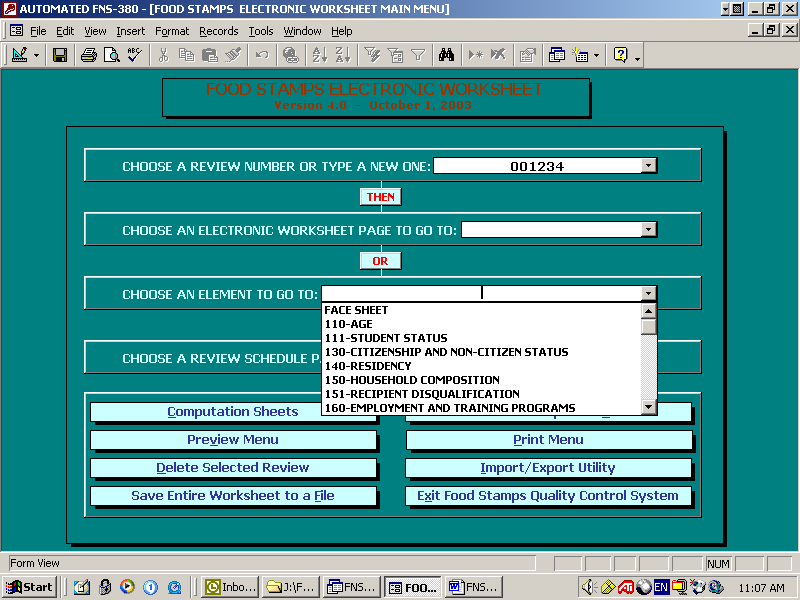 AUTOMATED FNS-380 - [FOOD STAMPS ELECTRONIC WORKSHEET MAIN MENU]
File Edit View Insert Format Records Tools Window Help
FOOD STAMPS ELECTRONIC WORKSHEET
Version 4.0 - October 1, 2003
CHOOSE A REVIEW NUMBER OR TYPE A NEW ONE: 001234
THEN
CHOOSE AN ELECTRONIC WORKSHEET PAGE TO GO TO:
OR
CHOOSE AN ELEMENT TO GO TO:
FACE SHEET
110-AGE
111-STUDENT STATUS
130-CITIZENSHIP AND NON-CITIZEN STATUS
140-RESIDENCY
150-HOUSEHOLD COMPOSITION
151-RECIPIENT DISQUALIFICATION
160-EMPLOYMENT AND TRAINING PROGRAMS
CHOOSE A REVIEW SCHEDULE
Computation Sheets
Preview Menu Print Menu
Delete Selected Review Import/Export Utility
Save Entire Worksheet to a File Exit Food Stamps Quality Control System
Form View NUM
Start Inbo... J:\F... FNS... FOO... FNS... EN 11:07 AM